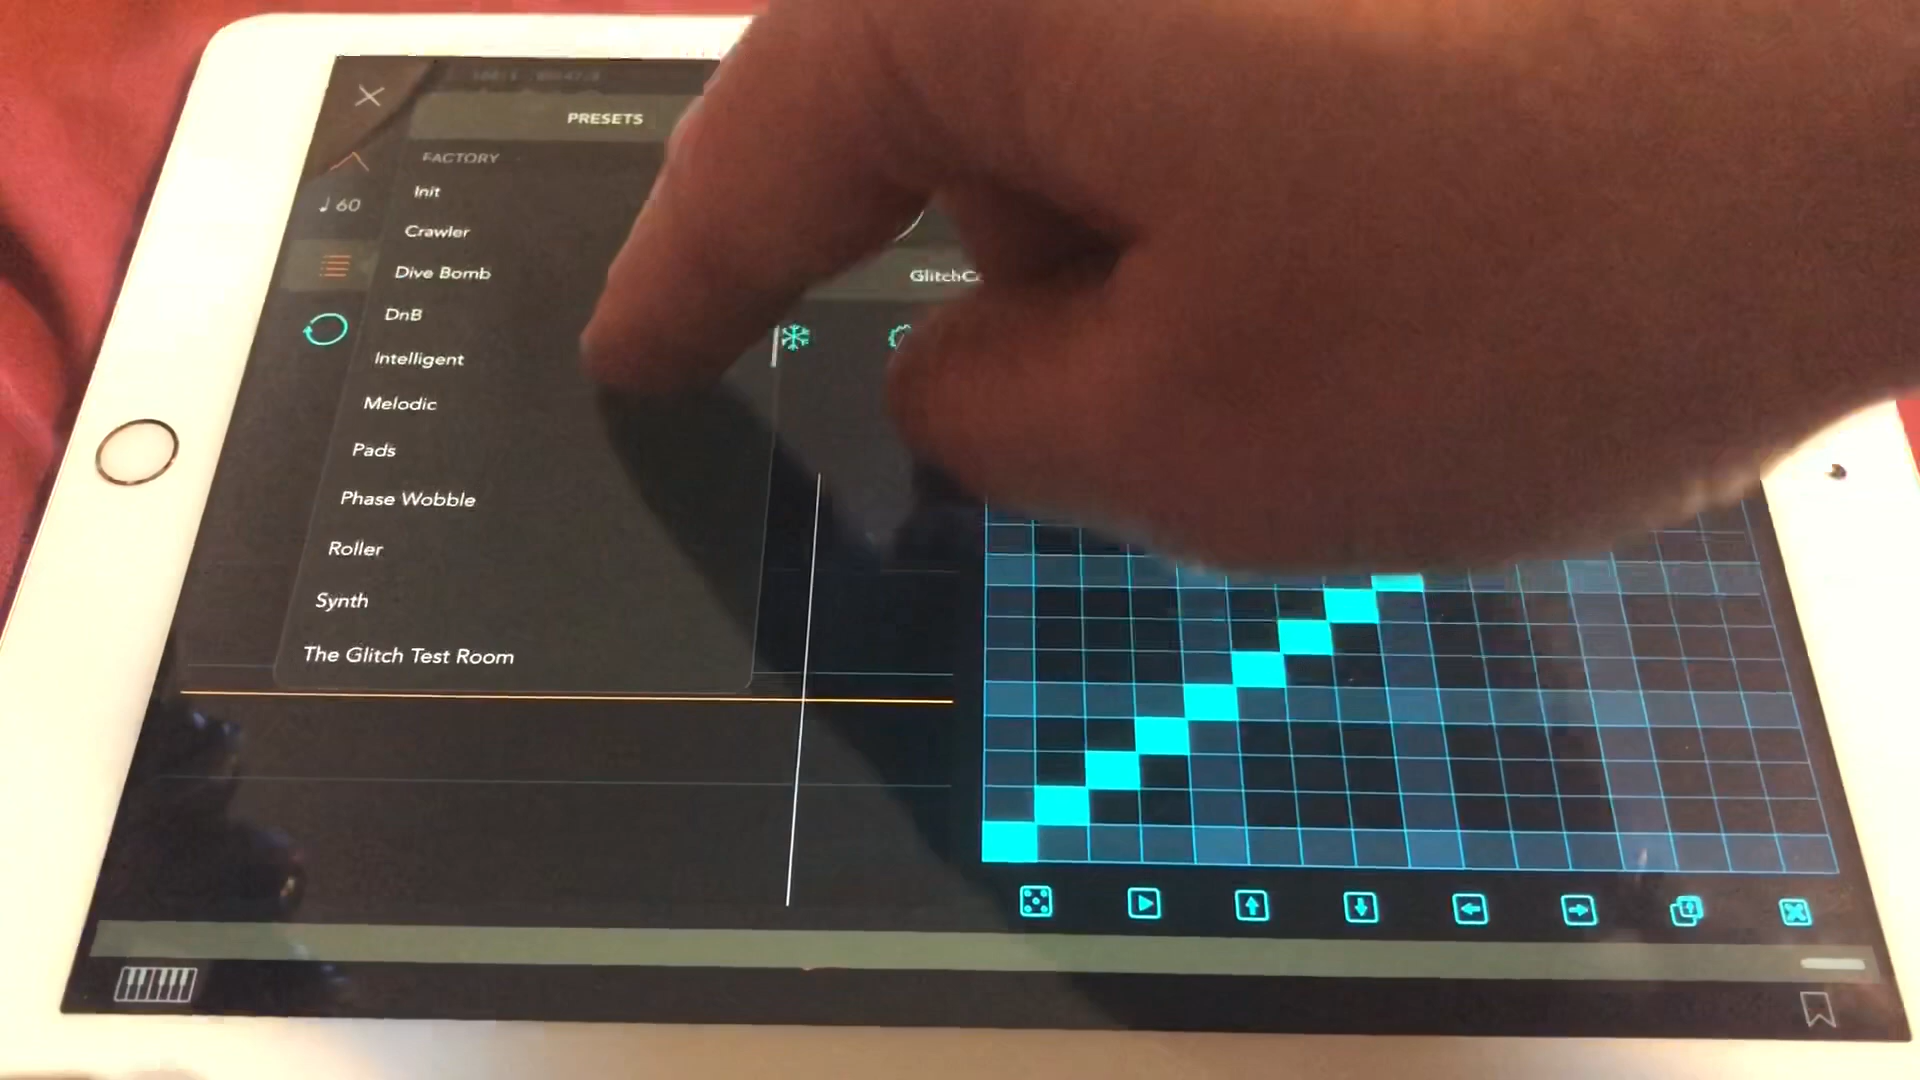 PRESETS
FACTORY
Init
♩ 60
Crawler
Dive Bomb
DnB
Intelligent
Melodic
Pads
Phase Wobble
Roller
Synth
The Glitch Test Room